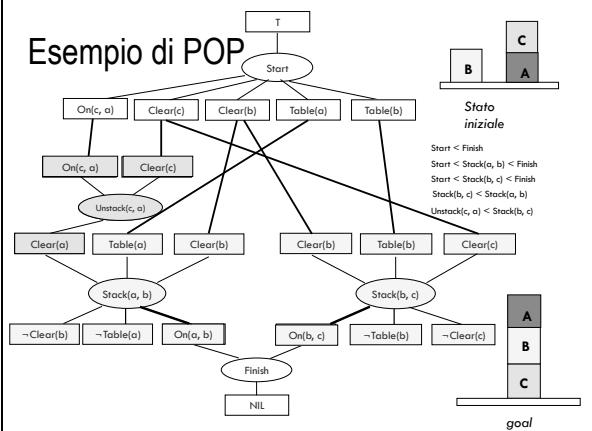 T
Esempio di POP
Start
C
B
A
Stato
iniziale
On(c, a)
Clear(c)
Clear(b)
Table(a)
Table(b)
Start < Finish
Start < Stack(a, b) < Finish
Start < Stack(b, c) < Finish
Stack(b, c) < Stack(a, b)
Unstack(c, a) < Stack(b, c)
On(c, a)
Clear(c)
Unstack(c, a)
Clear(a)
Table(a)
Clear(b)
Clear(b)
Table(b)
Clear(c)
Stack(a, b)
Stack(b, c)
¬Clear(b)
¬Table(a)
On(a, b)
On(b, c)
¬Table(b)
¬Clear(c)
Finish
NIL
A
B
C
goal